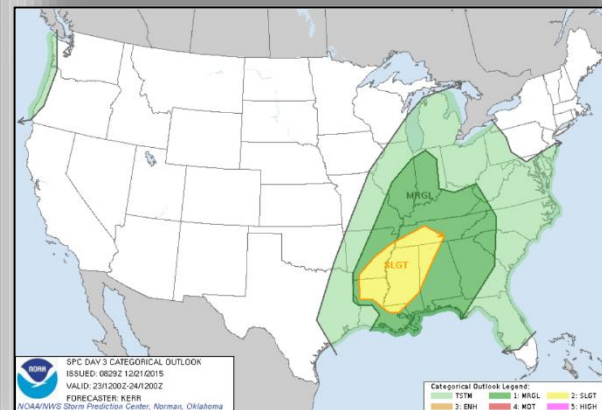 MRGL
SLGT
NOAA
SPC DAY 3 CATEGORICAL OUTLOOK
ISSUED: 0829Z 12/21/2015
VALID: 23/1200Z-24/1200Z
FORECASTER: KERR
NOAA/NWS Storm Prediction Center, Norman, Oklahoma
Categorical Outlook Legend:
TSTM 1: MRGL 2: SLGT
3: ENH 4: MDT 5: HIGH